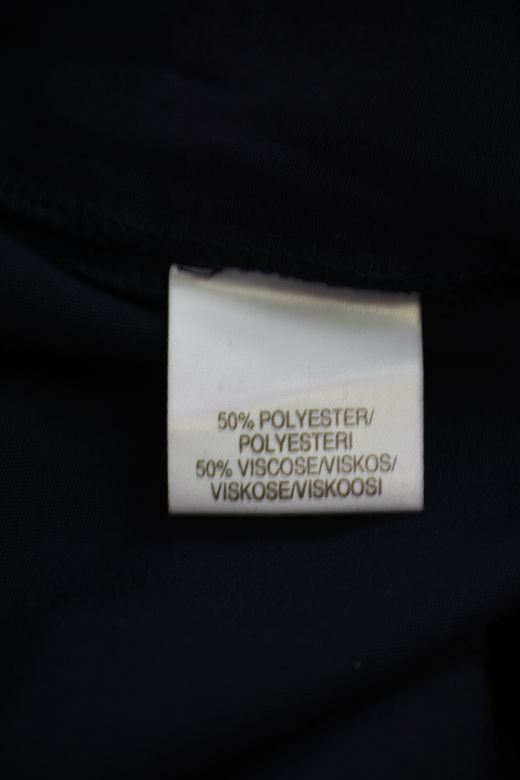 50% POLYESTER/
POLYESTERI
50% VISCOSE/VISKOS/
VISKOSE/VISKOOSI